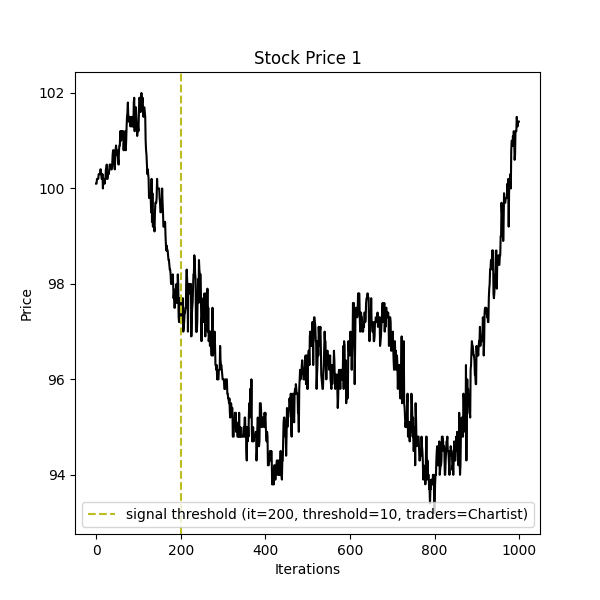 Stock Price 1
102
100
98
96
94
Price
signal threshold (it=200, threshold=10, traders=Chartist)
0 200 400 600 800 1000
Iterations